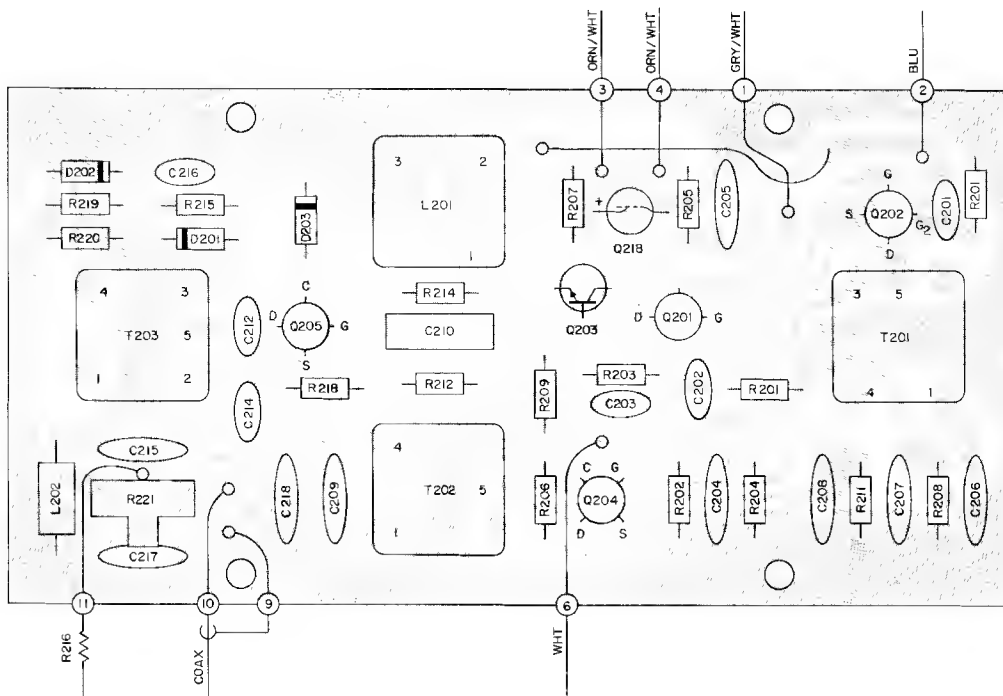 ORN/WHT
ORN/WHT
GRY/WHT
BLU
3
4
1
2
D202
C216
R219
R215
R220
D201
D203
3
2
L201
1
R207
+
Q218
R205
C205
G
S
Q202
G2
D
C201
R201
4
3
T203
5
1
2
C212
C
D
Q205
G
S
R214
C210
Q203
D
Q201
G
3
5
T201
4
1
C214
R218
R212
R209
R203
C203
C202
R201
C215
L202
R221
C217
C218
C209
4
T202
5
1
R206
C
G
Q204
D
S
R202
C204
R204
C208
R211
C207
R208
C206
11
10
9
6
R216
COAX
WHT